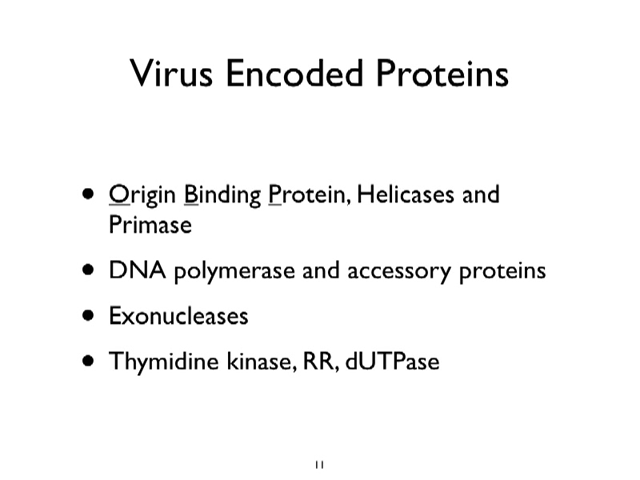 Virus Encoded Proteins
• Origin Binding Protein, Helicases and
Primase
• DNA polymerase and accessory proteins
• Exonucleases
• Thymidine kinase, RR, dUTPase
11